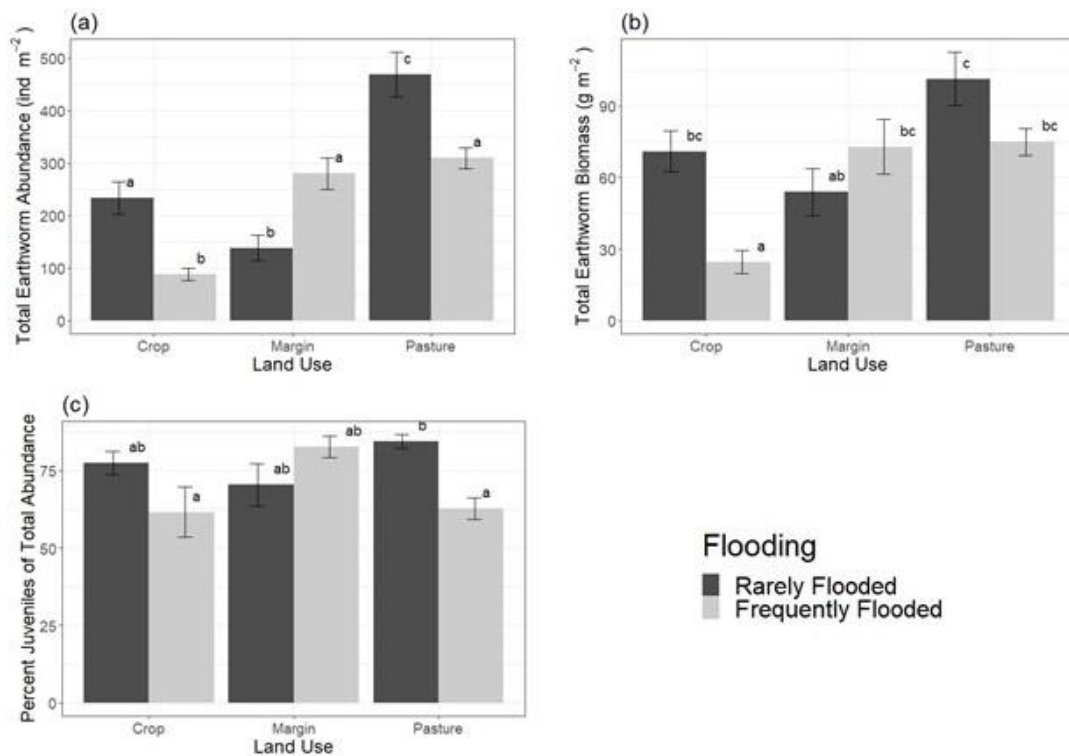 (a)
Total Earthworm Abundance (ind m⁻²)
500
400
300
200
100
0
a
b
b
a
c
a
Crop
Margin
Pasture
Land Use
(b)
Total Earthworm Biomass (g m⁻²)
90
60
30
0
bc
a
ab
bc
c
bc
Crop
Margin
Pasture
Land Use
(c)
Percent Juveniles of Total Abundance
75
50
25
0
ab
a
ab
ab
b
a
Crop
Margin
Pasture
Land Use
Flooding
Rarely Flooded
Frequently Flooded